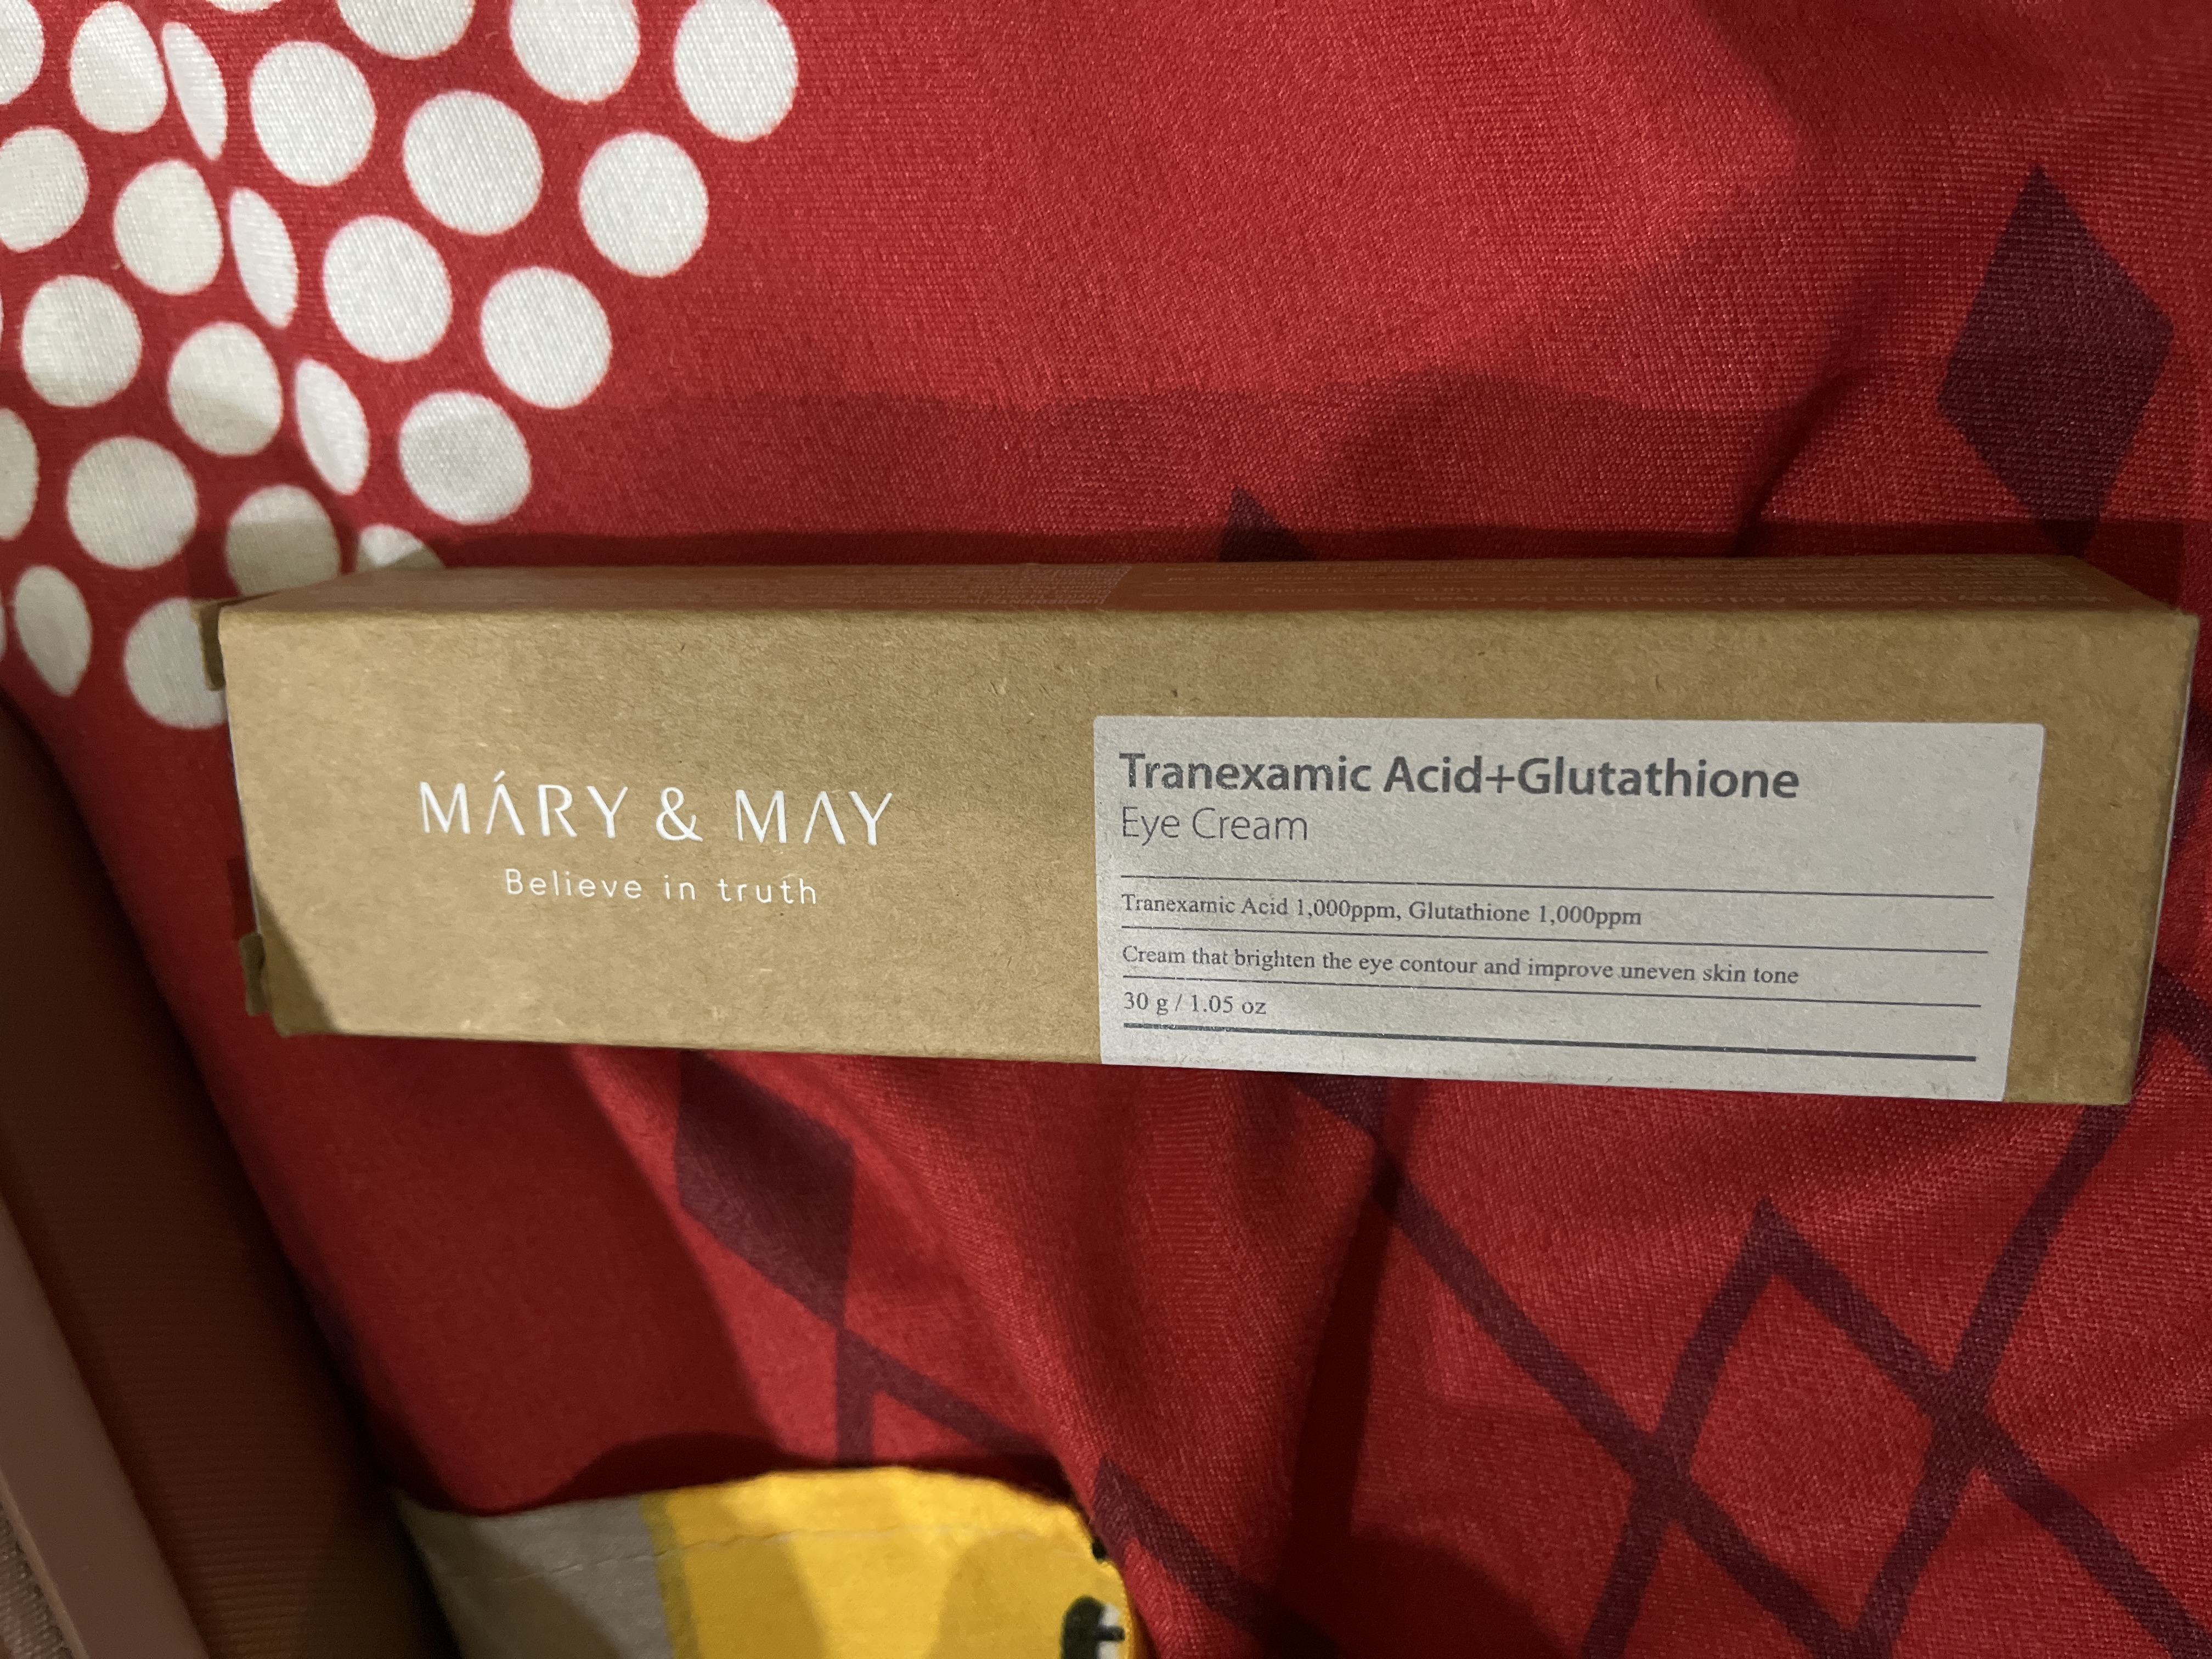 MÁRY & MAY
Believe in truth
Tranexamic Acid+Glutathione
Eye Cream
Tranexamic Acid 1,000ppm, Glutathione 1,000ppm
Cream that brighten the eye contour and improve uneven skin tone
30 g / 1.05 oz